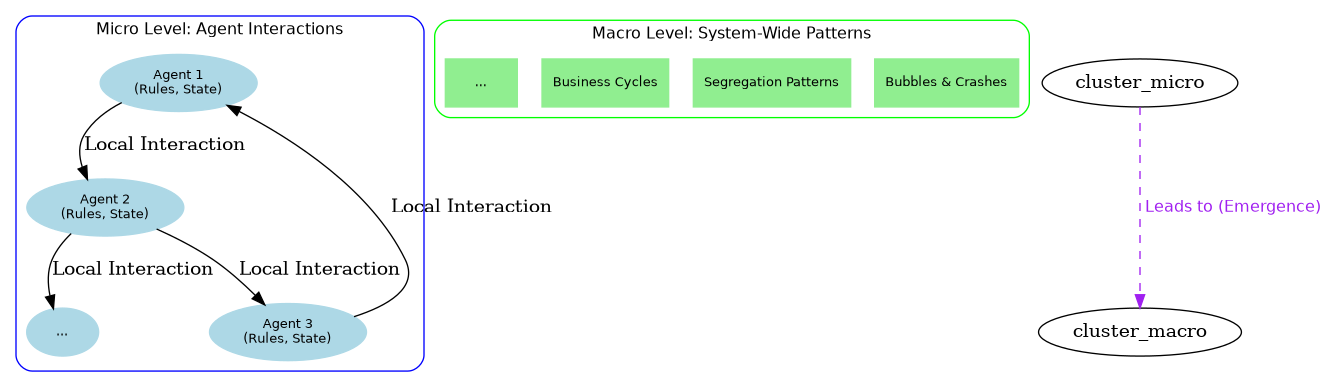 Micro Level: Agent Interactions
Agent 1
(Rules, State)
Local Interaction
Agent 2
(Rules, State)
Local Interaction
Local Interaction
Local Interaction
...
Agent 3
(Rules, State)
Macro Level: System-Wide Patterns
...
Business Cycles
Segregation Patterns
Bubbles & Crashes
cluster_micro
Leads to (Emergence)
cluster_macro